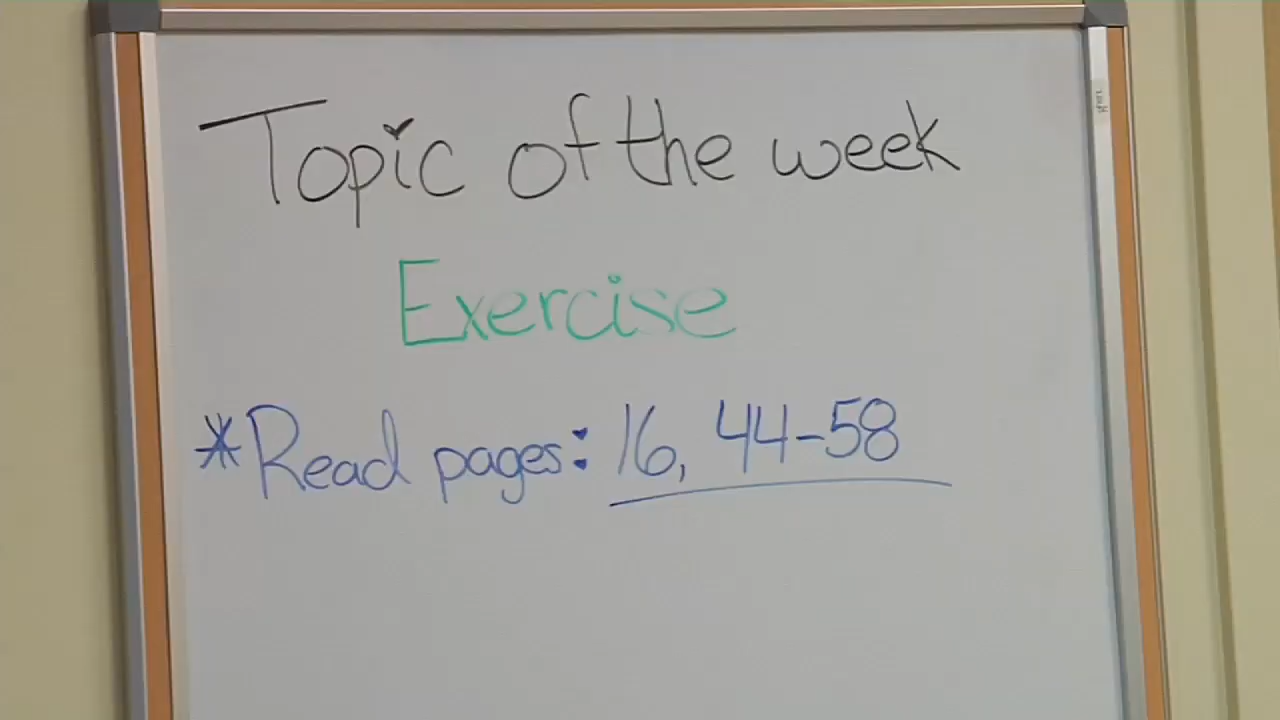 Topic of the week
Exercise
*Read pages: 16, 44-58